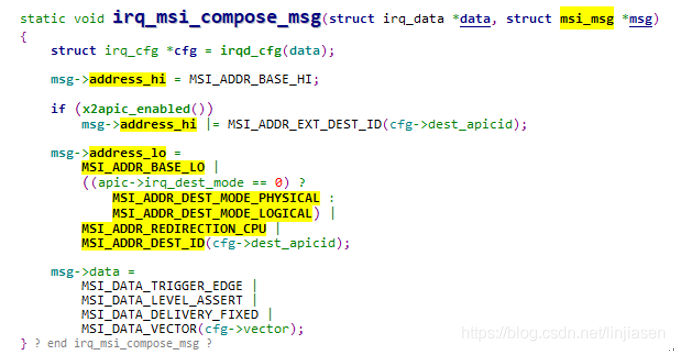 static void irq_msi_compose_msg(struct irq_data *data, struct msi_msg *msg)
{
    struct irq_cfg *cfg = irqd_cfg(data);
    msg->address_hi = MSI_ADDR_BASE_HI;
    if (x2apic_enabled())
        msg->address_hi |= MSI_ADDR_EXT_DEST_ID(cfg->dest_apicid);
    msg->address_lo =
        MSI_ADDR_BASE_LO |
        ((apic->irq_dest_mode == 0) ?
            MSI_ADDR_DEST_MODE_PHYSICAL :
            MSI_ADDR_DEST_MODE_LOGICAL) |
        MSI_ADDR_REDIRECTION_CPU |
        MSI_ADDR_DEST_ID(cfg->dest_apicid);
    msg->data =
        MSI_DATA_TRIGGER_EDGE |
        MSI_DATA_LEVEL_ASSERT |
        MSI_DATA_DELIVERY_FIXED |
        MSI_DATA_VECTOR(cfg->vector);
} ? end irq_msi_compose_msg ?
https://blog.csdn.net/linjiasen